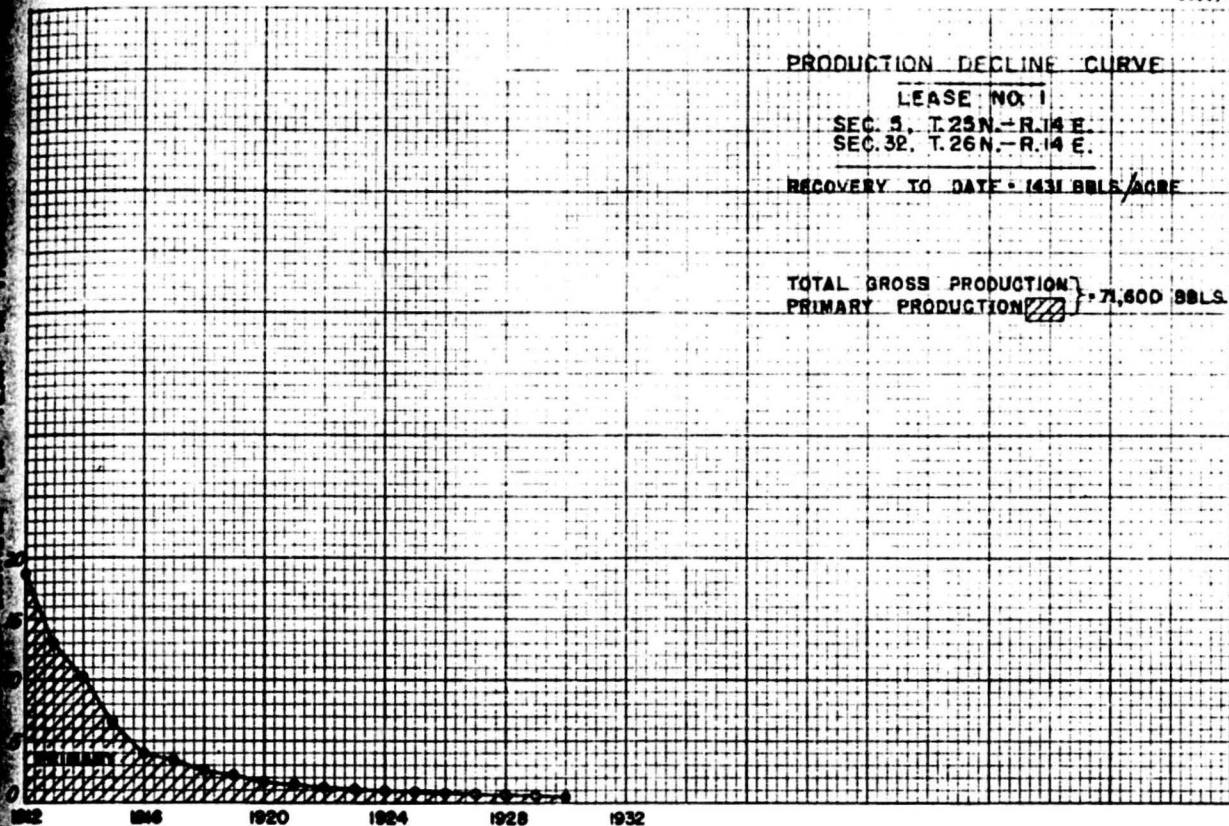 PRODUCTION DECLINE CURVE
LEASE NO. 1
SEC. 5, T.25N.-R.14E.
SEC. 32, T.26N.-R.14E.
RECOVERY TO DATE = 1431 BBLS/ACRE
TOTAL GROSS PRODUCTION
PRIMARY PRODUCTION } = 71,600 BBLS.
20
15
10
5
PRIMARY
0
1912 1916 1920 1924 1928 1932